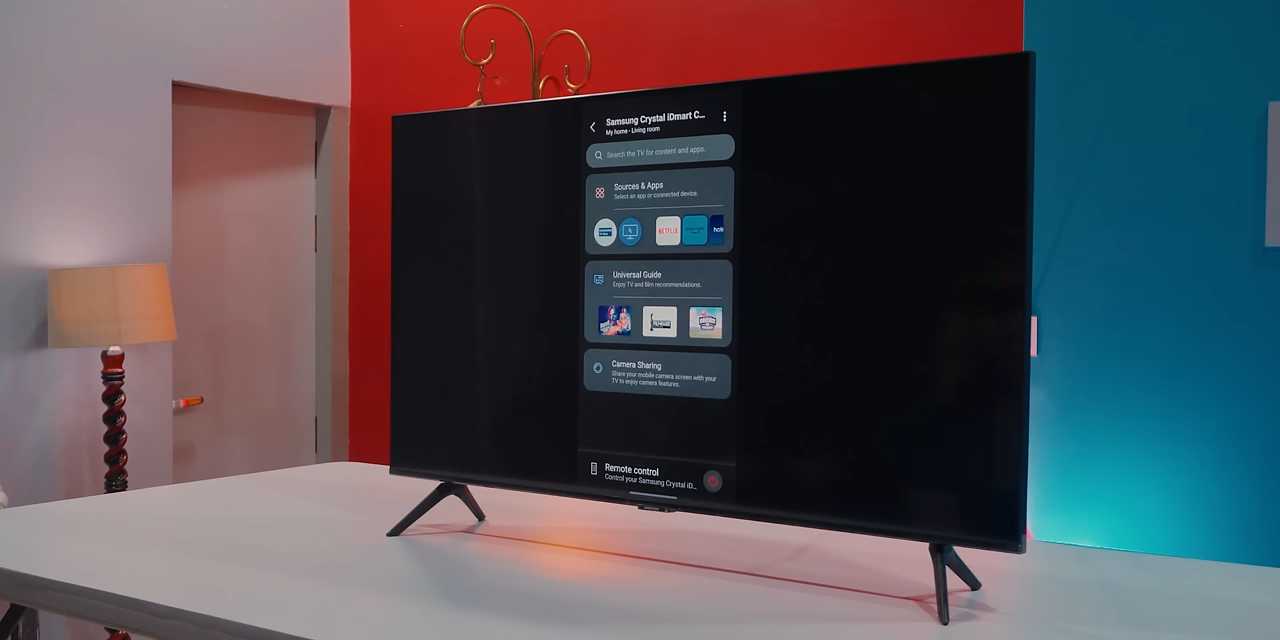 Samsung Crystal iDmart C...
My home - Living room
Search the TV for content and apps.
Sources & Apps
Select an app or connected device.
NETFLIX
hots
Universal Guide
Enjoy TV and film recommendations.
Camera Sharing
Share your mobile camera screen with your
TV to enjoy camera features.
Remote control
Control your Samsung Crystal iD...
SAMSUNG